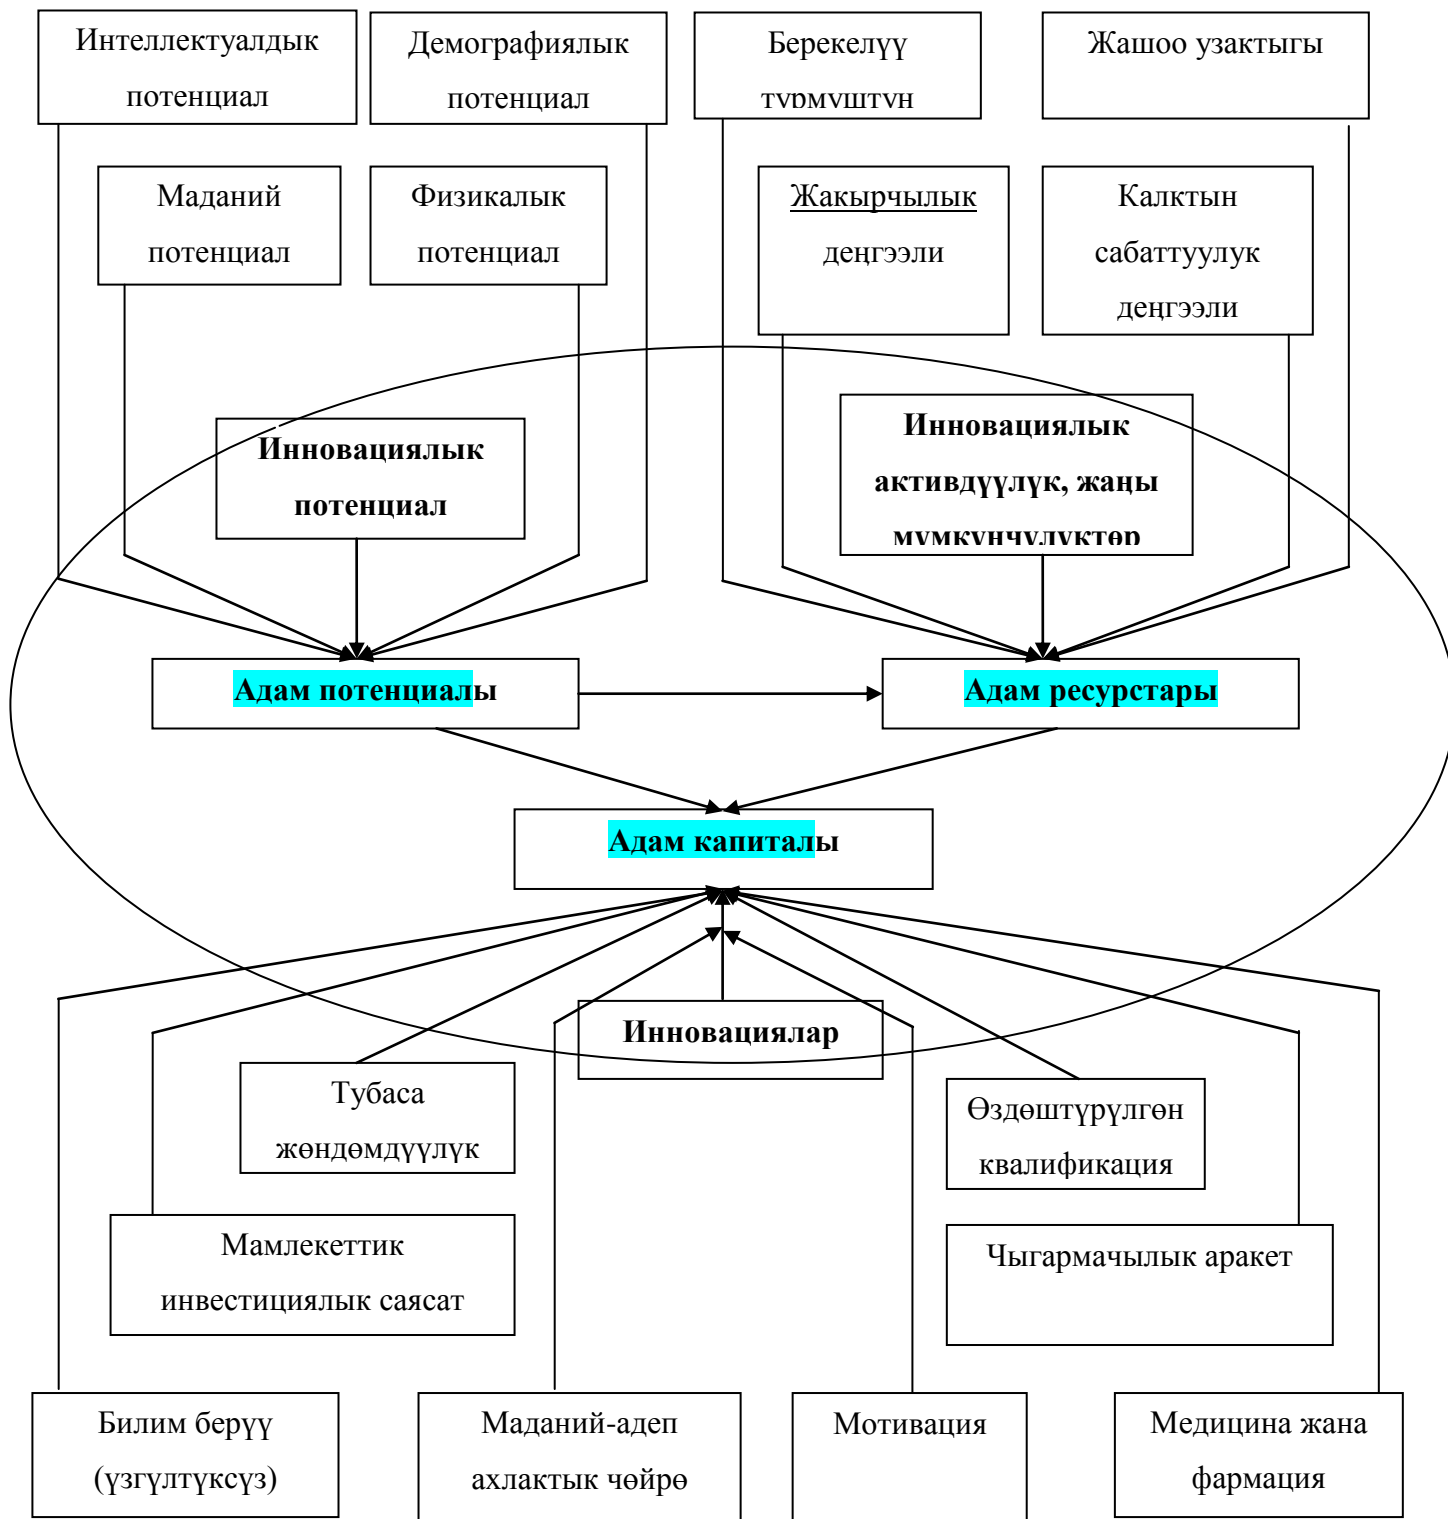 Интеллектуалдык
потенциал
Демографиялык
потенциал
Берекелүү
турмуштун
Жашоо узактыгы
Маданий
потенциал
Физикалык
потенциал
Жакырчылык
деңгээли
Калктын
сабаттуулук
деңгээли
Инновациялык
потенциал
Инновациялык
активдүүлүк, жаңы
мүмкүнчүлүктөр
Адам потенциалы
Адам ресурстары
Адам капиталы
Инновациялар
Тубаса
жөндөмдүүлүк
Өздөштүрүлгөн
квалификация
Мамлекеттик
инвестициялык саясат
Чыгармачылык аракет
Билим берүү
(үзгүлтүксүз)
Маданий-адеп
ахлактык чөйрө
Мотивация
Медицина жана
фармация